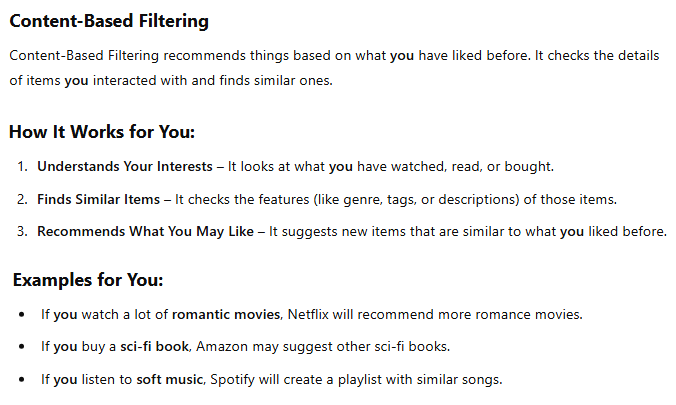 Content-Based Filtering
Content-Based Filtering recommends things based on what you have liked before. It checks the details
of items you interacted with and finds similar ones.
How It Works for You:
1. Understands Your Interests – It looks at what you have watched, read, or bought.
2. Finds Similar Items – It checks the features (like genre, tags, or descriptions) of those items.
3. Recommends What You May Like – It suggests new items that are similar to what you liked before.
Examples for You:
• If you watch a lot of romantic movies, Netflix will recommend more romance movies.
• If you buy a sci-fi book, Amazon may suggest other sci-fi books.
• If you listen to soft music, Spotify will create a playlist with similar songs.